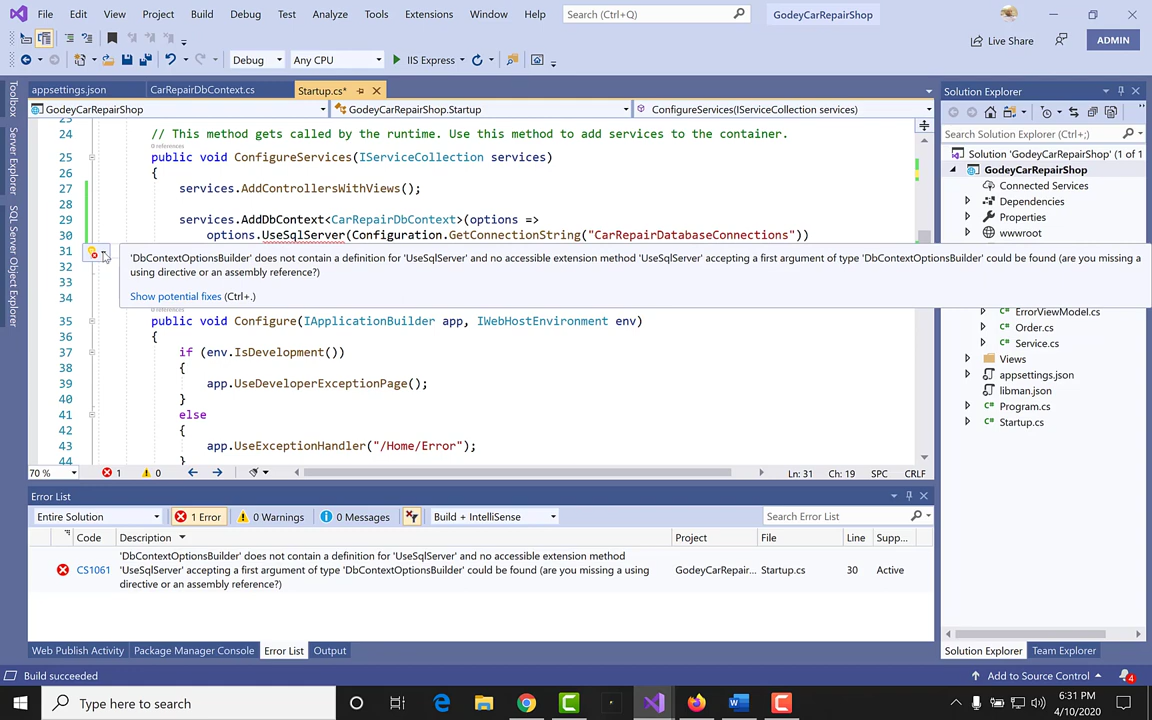 File Edit View Project Build Debug Test Analyze Tools Extensions Window Help Search (Ctrl+Q) GodeyCarRepairShop
Live Share ADMIN
Debug Any CPU IIS Express
appsettings.json CarRepairDbContext.cs Startup.cs*
GodeyCarRepairShop GodeyCarRepairShop.Startup ConfigureServices(IServiceCollection services)
Toolbox
Server Explorer
SQL Server Object Explorer
24 // This method gets called by the runtime. Use this method to add services to the container.
0 references
25 public void ConfigureServices(IServiceCollection services)
26 {
27 services.AddControllersWithViews();
28
29 services.AddDbContext<CarRepairDbContext>(options =>
30 options.UseSqlServer(Configuration.GetConnectionString("CarRepairDatabaseConnections"))
31
32
33
34
'DbContextOptionsBuilder' does not contain a definition for 'UseSqlServer' and no accessible extension method 'UseSqlServer' accepting a first argument of type 'DbContextOptionsBuilder' could be found (are you missing a
using directive or an assembly reference?)
Show potential fixes (Ctrl+.)
0 references
35 public void Configure(IApplicationBuilder app, IWebHostEnvironment env)
36 {
37 if (env.IsDevelopment())
38 {
39 app.UseDeveloperExceptionPage();
40 }
41 else
42 {
43 app.UseExceptionHandler("/Home/Error");
44 }
70 % 1 0 Ln: 31 Ch: 19 SPC CRLF
Solution Explorer
Search Solution Explorer (Ctrl+;)
Solution 'GodeyCarRepairShop' (1 of 1
GodeyCarRepairShop
Connected Services
Dependencies
Properties
wwwroot
ErrorViewModel.cs
Order.cs
Service.cs
Views
appsettings.json
libman.json
Program.cs
Startup.cs
Solution Explorer Team Explorer
Error List
Entire Solution 1 Error 0 Warnings 0 Messages Build + IntelliSense Search Error List
Code Description Project File Line Supp...
CS1061 'DbContextOptionsBuilder' does not contain a definition for 'UseSqlServer' and no accessible extension method
'UseSqlServer' accepting a first argument of type 'DbContextOptionsBuilder' could be found (are you missing a using
directive or an assembly reference?)
GodeyCarRepair... Startup.cs 30 Active
Web Publish Activity Package Manager Console Error List Output
Build succeeded Add to Source Control 4
Type here to search
6:31 PM
4/10/2020